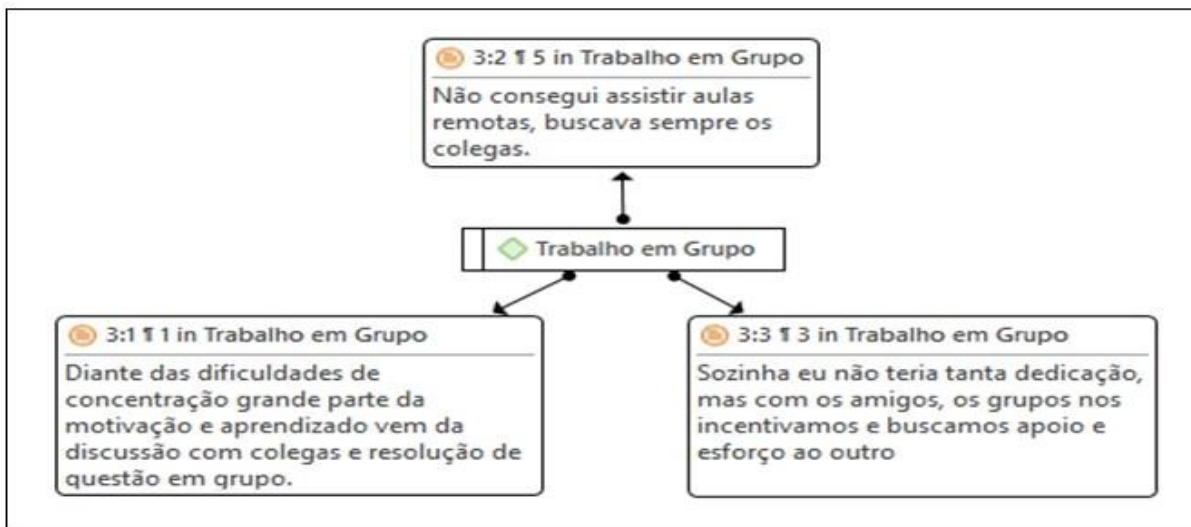 3:2 ¶ 5 in Trabalho em Grupo
Não consegui assistir aulas
remotas, buscava sempre os
colegas.
Trabalho em Grupo
3:1 ¶ 1 in Trabalho em Grupo
Diante das dificuldades de
concentração grande parte da
motivação e aprendizado vem da
discussão com colegas e resolução de
questão em grupo.
3:3 ¶ 3 in Trabalho em Grupo
Sozinha eu não teria tanta dedicação,
mas com os amigos, os grupos nos
incentivamos e buscamos apoio e
esforço ao outro